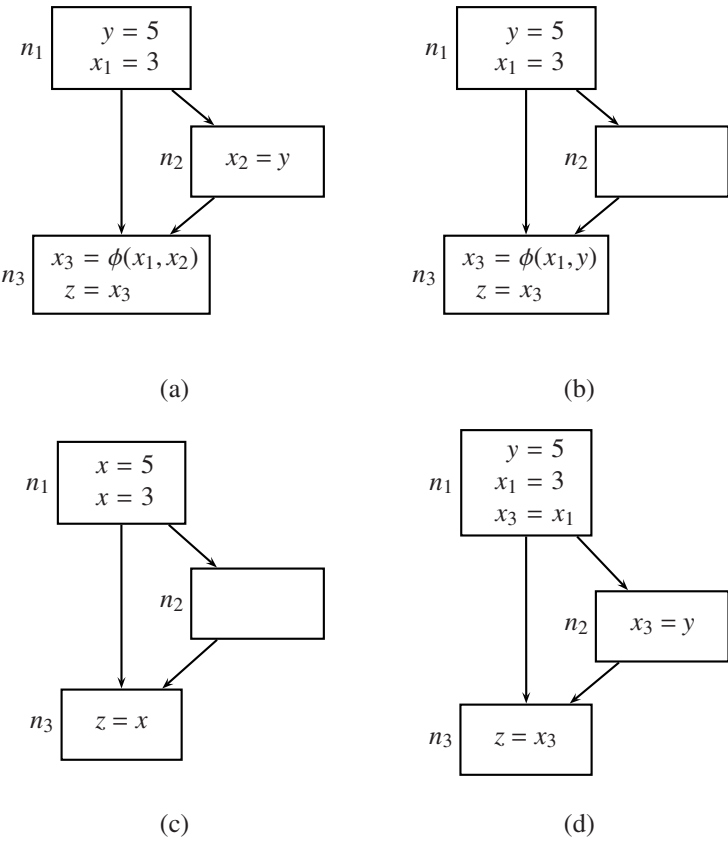 y = 5
n₁
x₁ = 3
n₂ x₂ = y
x₃ = ϕ(x₁, x₂)
n₃
z = x₃
(a)
y = 5
n₁
x₁ = 3
n₂
x₃ = ϕ(x₁, y)
n₃
z = x₃
(b)
x = 5
n₁
x = 3
n₂
n₃ z = x
(c)
y = 5
n₁ x₁ = 3
x₃ = x₁
n₂ x₃ = y
n₃ z = x₃
(d)